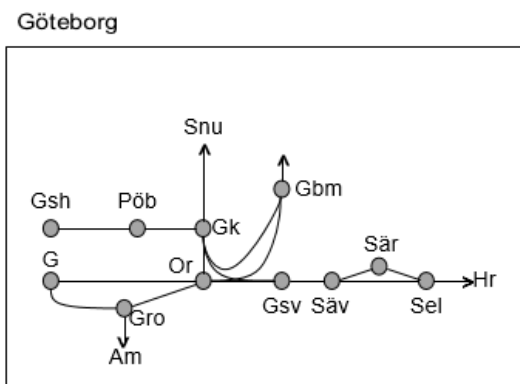 Göteborg
Snu
Gsh Pöb Gk Gbm
G Or Sär
Gro Gsv Säv Sel Hr
Am